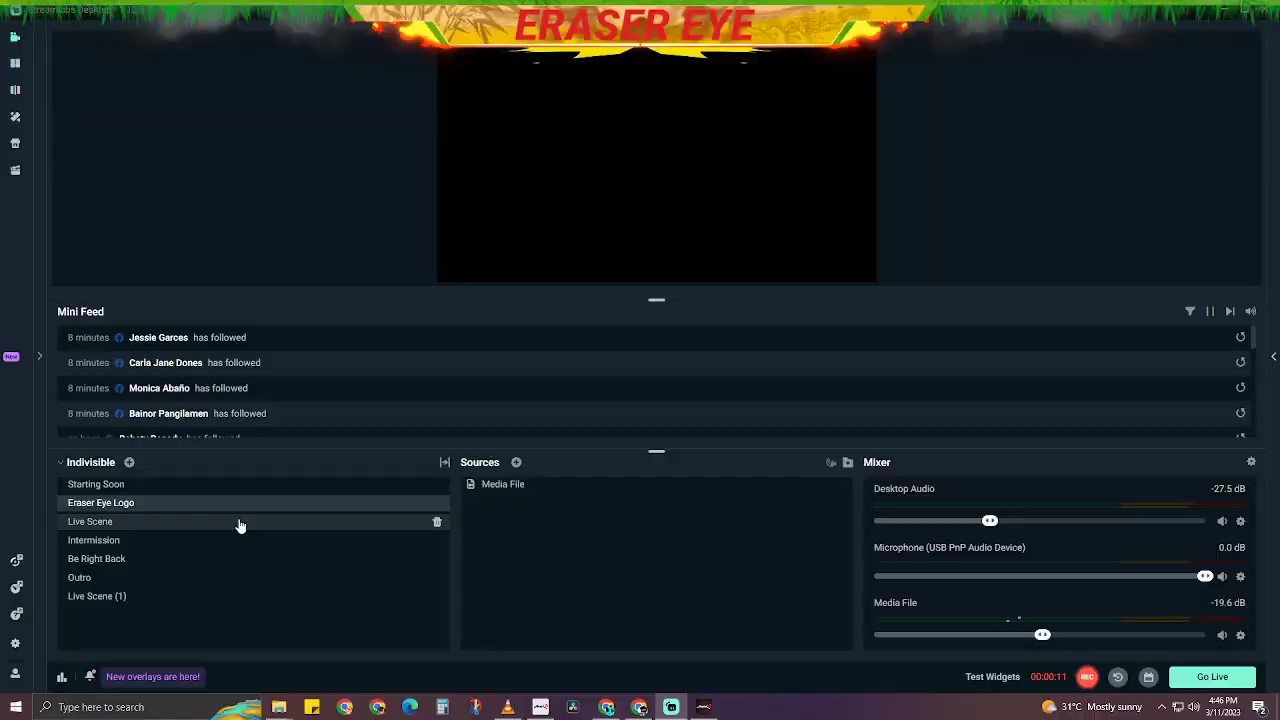 Streamlabs Desktop - 1.12
ERASER EYE
Mini Feed
8 minutes Jessie Garces has followed
8 minutes Carla Jane Dones has followed
8 minutes Monica Abaño has followed
8 minutes Bainor Pangilamen has followed
New
Indivisible
Starting Soon
Eraser Eye Logo
Live Scene
Intermission
Be Right Back
Outro
Live Scene (1)
Sources
Media File
Mixer
Desktop Audio -27.5 dB
Microphone (USB PnP Audio Device) 0.0 dB
Media File -19.6 dB
New overlays are here!
Test Widgets 00:00:11 REC Go Live
Type here to search
31°C Mostly sunny
4:46 PM